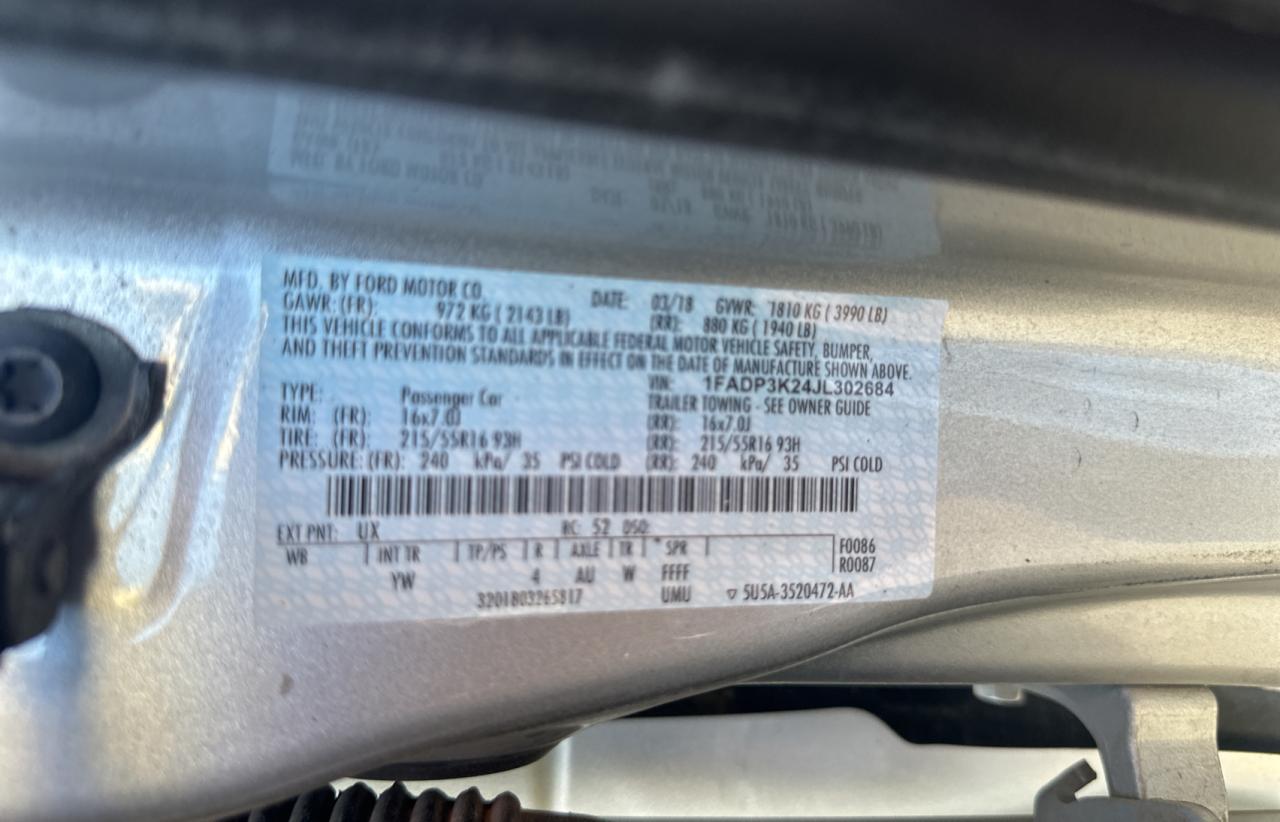 MFD. BY FORD MOTOR CO. DATE: 03/18 GVWR: 1810 KG ( 3990 LB)
GAWR: (FR): 972 KG ( 2143 LB) (RR): 880 KG ( 1940 LB)
THIS VEHICLE CONFORMS TO ALL APPLICABLE FEDERAL MOTOR VEHICLE SAFETY, BUMPER,
AND THEFT PREVENTION STANDARDS IN EFFECT ON THE DATE OF MANUFACTURE SHOWN ABOVE.
VIN: 1FADP3K24JL302684
TYPE: Passenger Car TRAILER TOWING - SEE OWNER GUIDE
RIM: (FR): 16x7.0J (RR): 16x7.0J
TIRE: (FR): 215/55R16 93H (RR): 215/55R16 93H
PRESSURE: (FR): 240 kPa/ 35 PSI COLD (RR): 240 kPa/ 35 PSI COLD
EXT PNT: UX RC: 52 DSO:
WB INT TR TP/PS R AXLE TR SPR F0086
R0087
YW 4 AU W FFFF
UMU ▽ 5U5A-3520472-AA